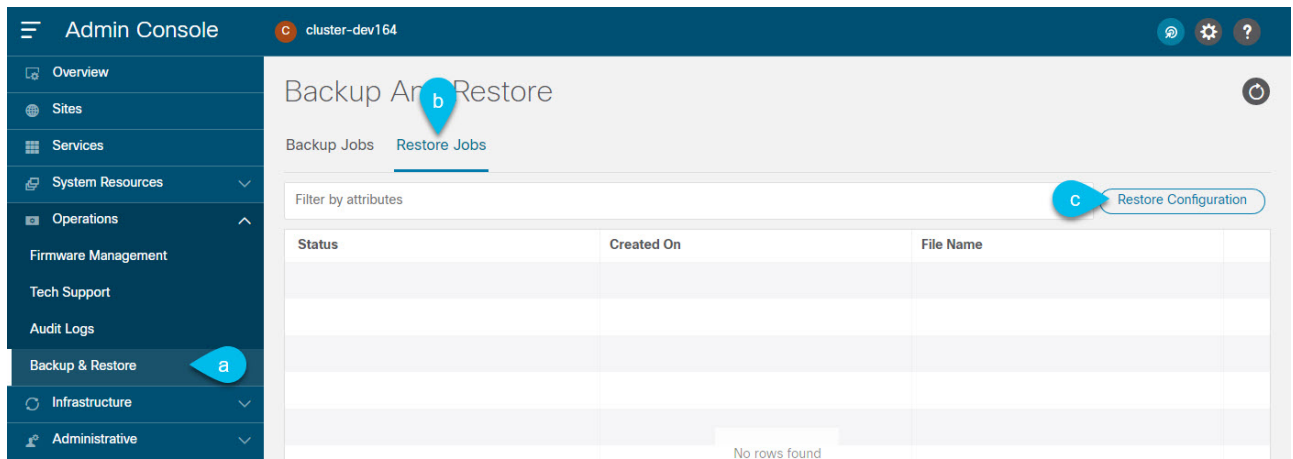 Admin Console
C cluster-dev164
?
Overview
Sites
Services
System Resources
Operations
Firmware Management
Tech Support
Audit Logs
Backup & Restore
a
Infrastructure
Administrative
Backup And Restore
b
Backup Jobs Restore Jobs
Filter by attributes
c
Restore Configuration
Status Created On File Name
No rows found